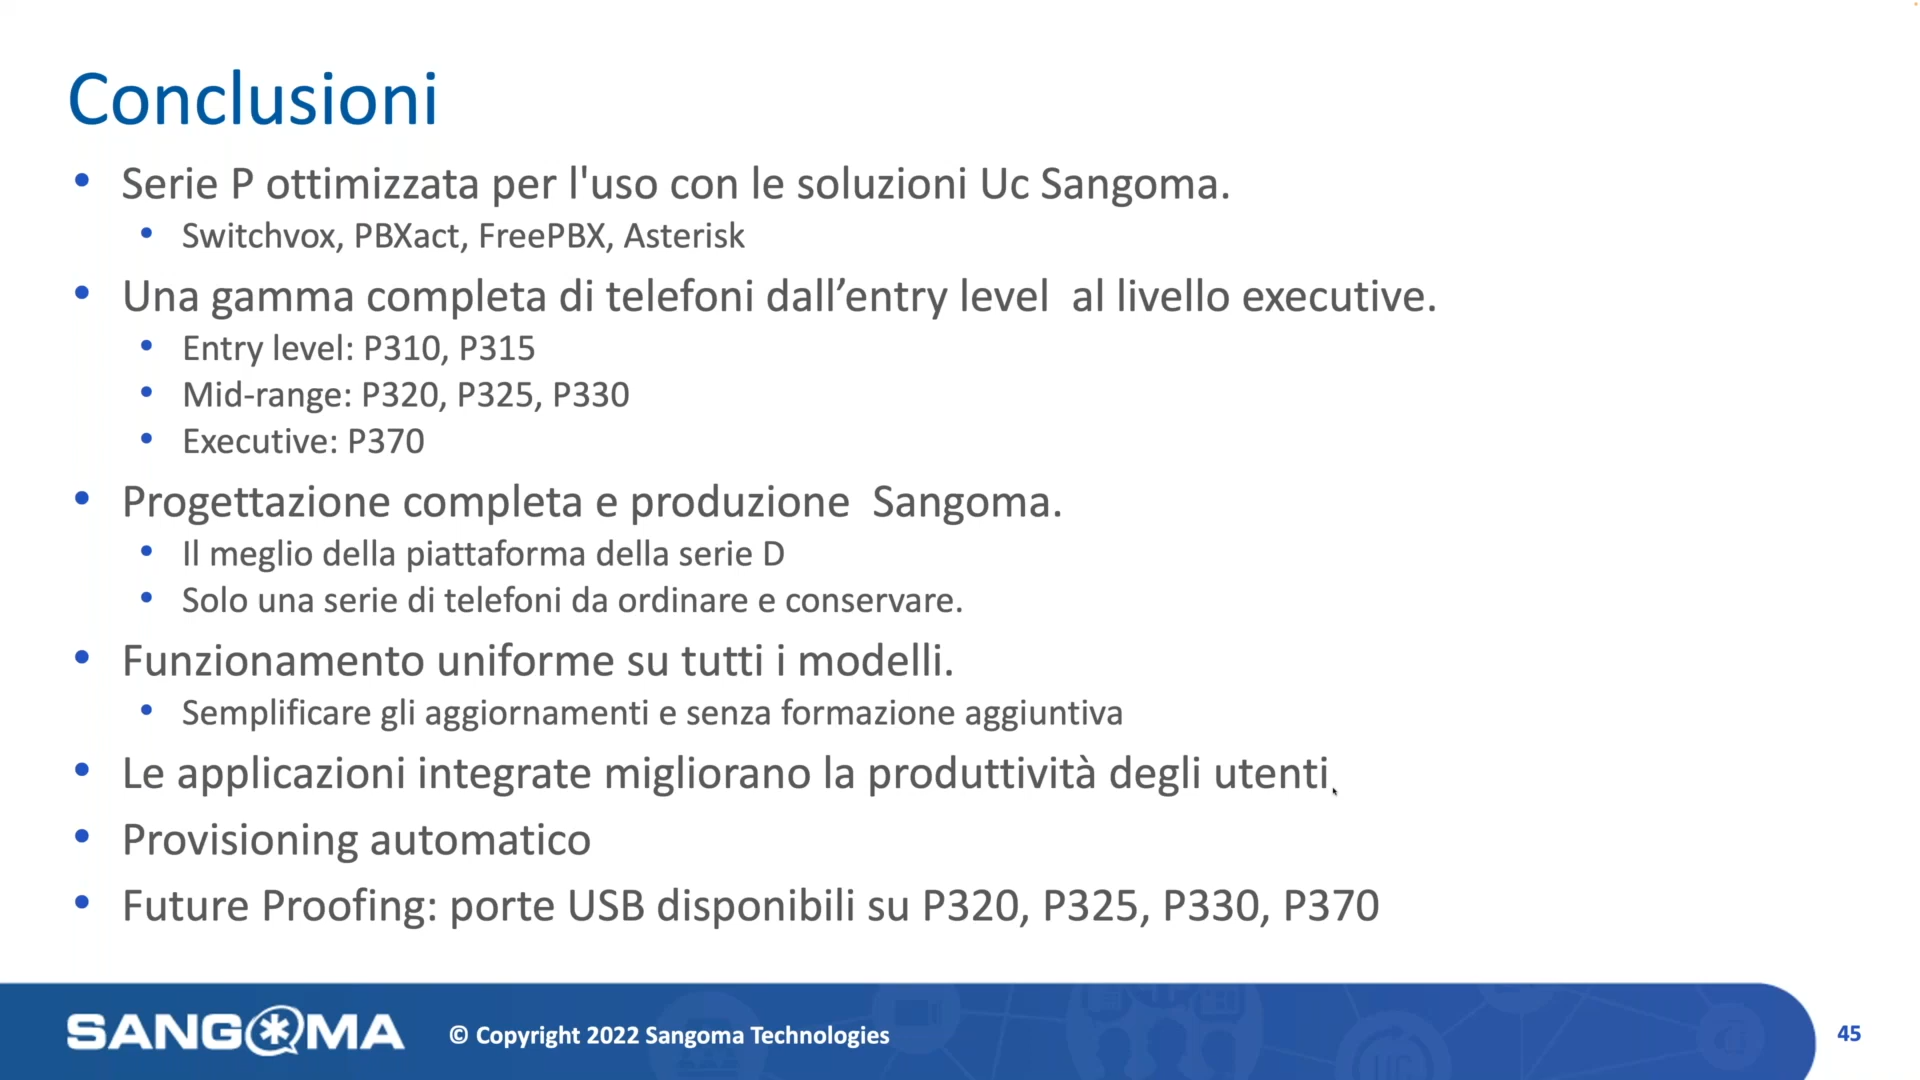 Conclusioni
• Serie P ottimizzata per l'uso con le soluzioni Uc Sangoma.
• Switchvox, PBXact, FreePBX, Asterisk
• Una gamma completa di telefoni dall’entry level  al livello executive.
• Entry level: P310, P315
• Mid-range: P320, P325, P330
• Executive: P370
• Progettazione completa e produzione  Sangoma.
• Il meglio della piattaforma della serie D
• Solo una serie di telefoni da ordinare e conservare.
• Funzionamento uniforme su tutti i modelli.
• Semplificare gli aggiornamenti e senza formazione aggiuntiva
• Le applicazioni integrate migliorano la produttività degli utenti.
• Provisioning automatico
• Future Proofing: porte USB disponibili su P320, P325, P330, P370
SANGOMA
© Copyright 2022 Sangoma Technologies
UC
45